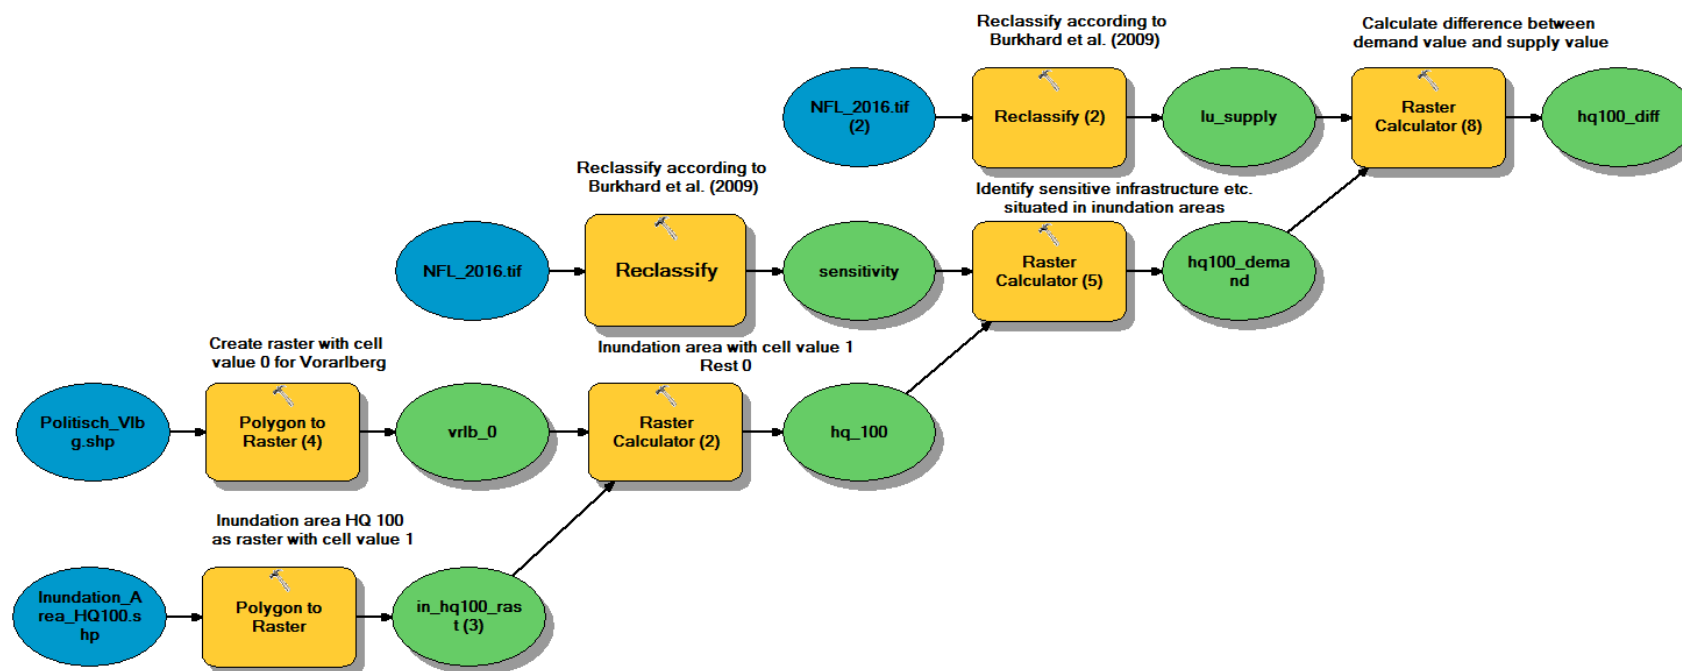 Reclassify according to
Burkhard et al. (2009)
Calculate difference between
demand value and supply value
NFL_2016.tif
(2)
Reclassify (2)
lu_supply
Raster
Calculator (8)
hq100_diff
Reclassify according to
Burkhard et al. (2009)
Identify sensitive infrastructure etc.
situated in inundation areas
NFL_2016.tif
Reclassify
sensitivity
Raster
Calculator (5)
hq100_dema
nd
Create raster with cell
value 0 for Vorarlberg
Inundation area with cell value 1
Rest 0
Politisch_Vlb
g.shp
Polygon to
Raster (4)
vrlb_0
Raster
Calculator (2)
hq_100
Inundation area HQ 100
as raster with cell value 1
Inundation_A
rea_HQ100.s
hp
Polygon to
Raster
in_hq100_ras
t (3)